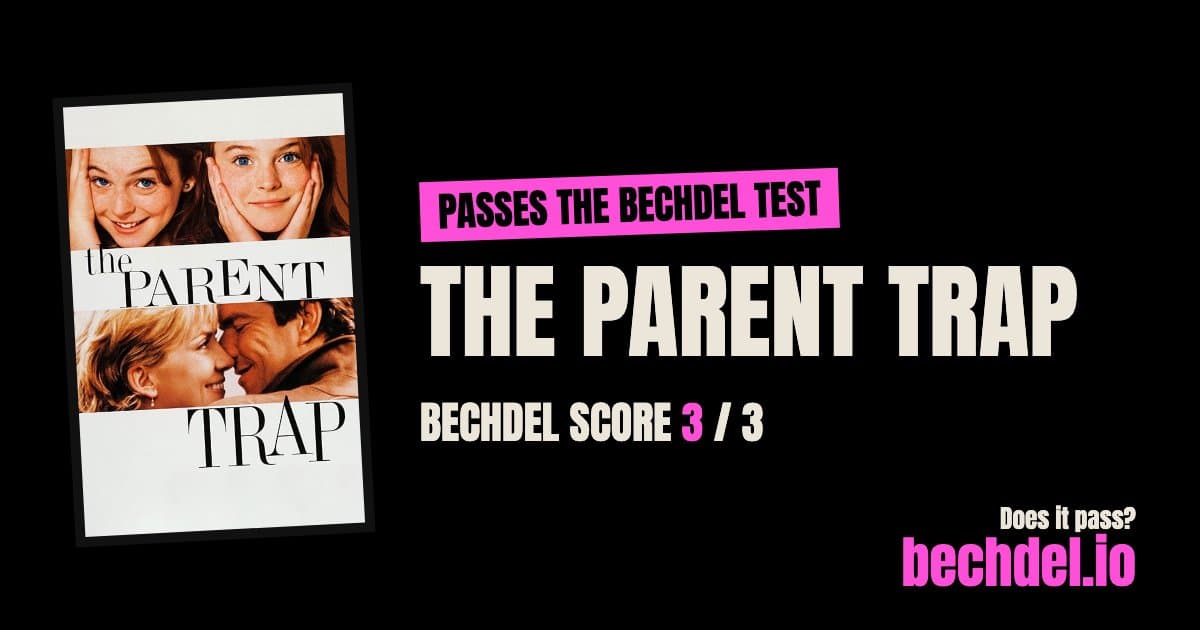 the
PARENT
TRAP
PASSES THE BECHDEL TEST
THE PARENT TRAP
BECHDEL SCORE 3 / 3
Does it pass?
bechdel.io